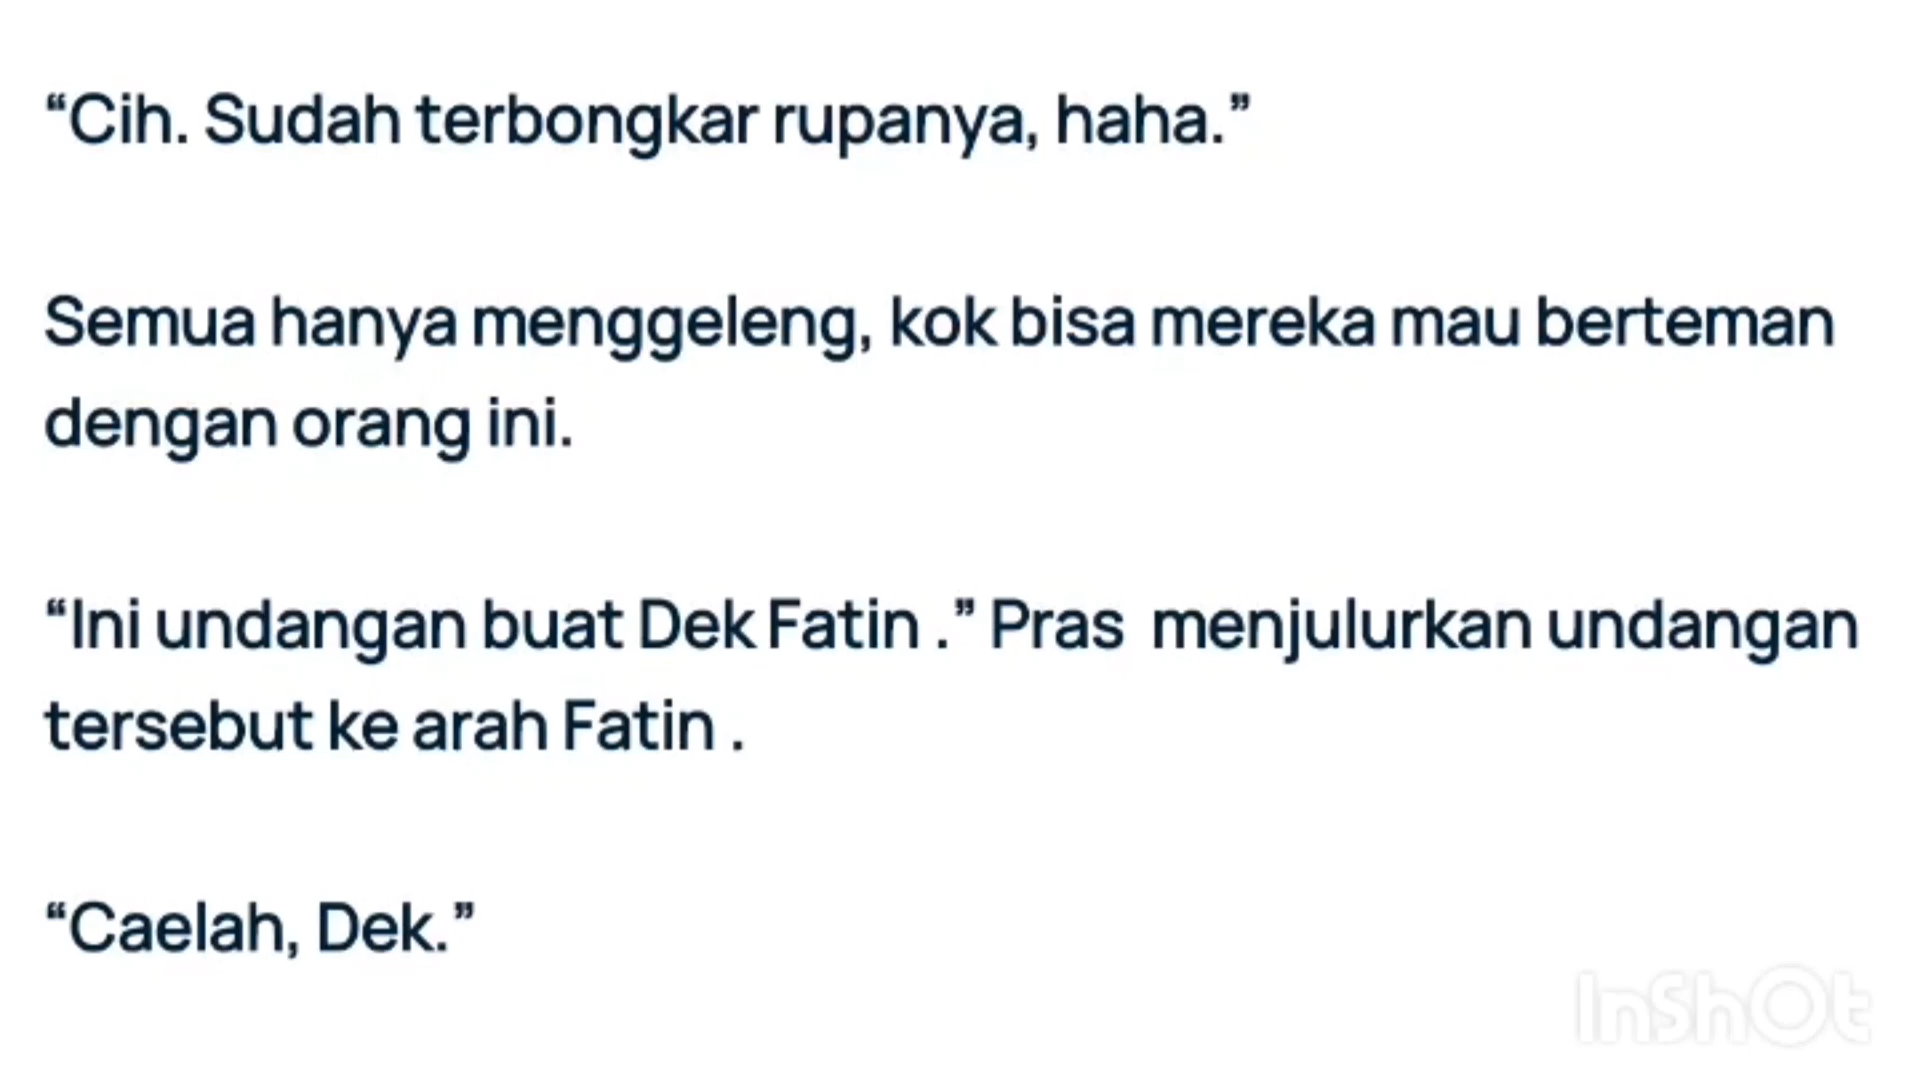 “Cih. Sudah terbongkar rupanya, haha.”
Semua hanya menggeleng, kok bisa mereka mau berteman
dengan orang ini.
“Ini undangan buat Dek Fatin .” Pras menjulurkan undangan
tersebut ke arah Fatin .
“Caelah, Dek.”
InShOt